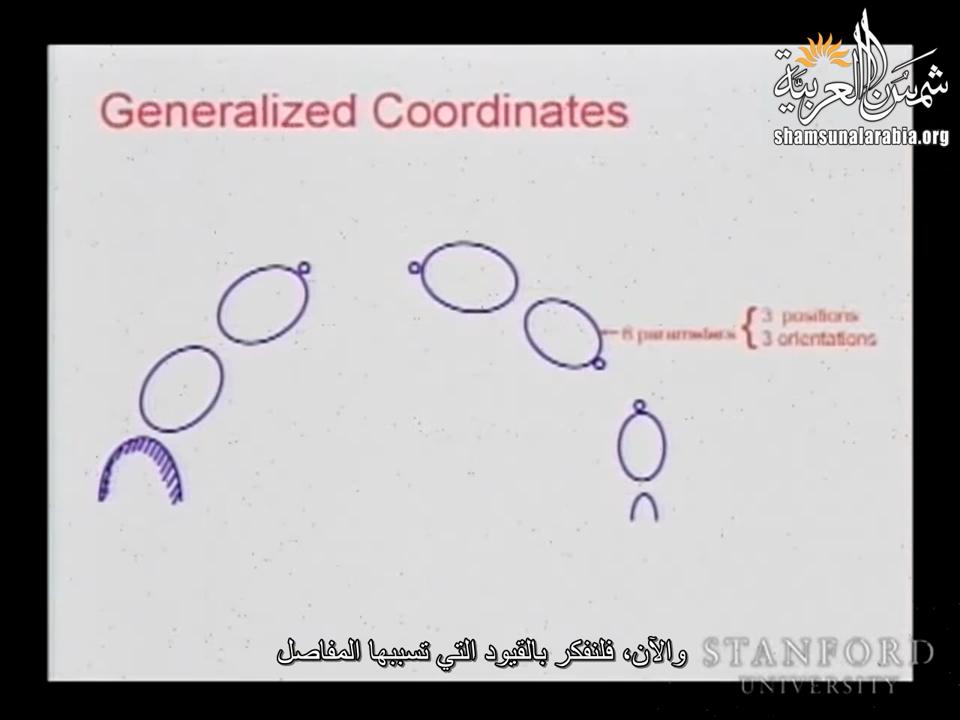 شمس العربية
shamsunalarabia.org
Generalized Coordinates
6 parameters
3 positions
3 orientations
والآن، فلنفكر بالقيود التي تسببها المفاصل
STANFORD
UNIVERSITY